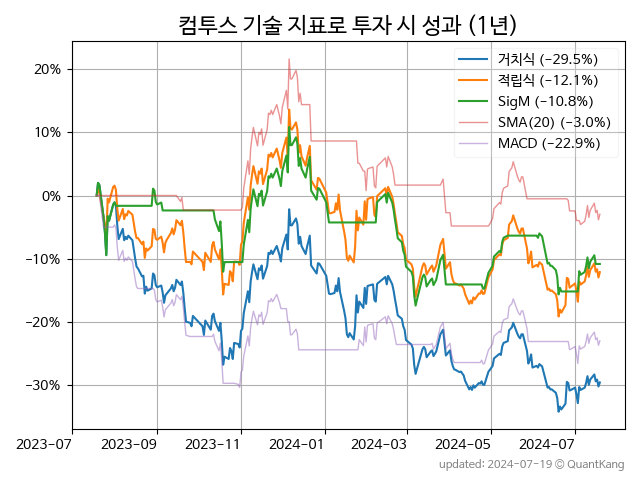 컴투스 기술 지표로 투자 시 성과 (1년)
거치식 (−29.5%)
적립식 (−12.1%)
SigM (−10.8%)
SMA(20) (−3.0%)
MACD (−22.9%)
20%
10%
0%
−10%
−20%
−30%
2023-07 2023-09 2023-11 2024-01 2024-03 2024-05 2024-07
updated: 2024-07-19 © QuantKang